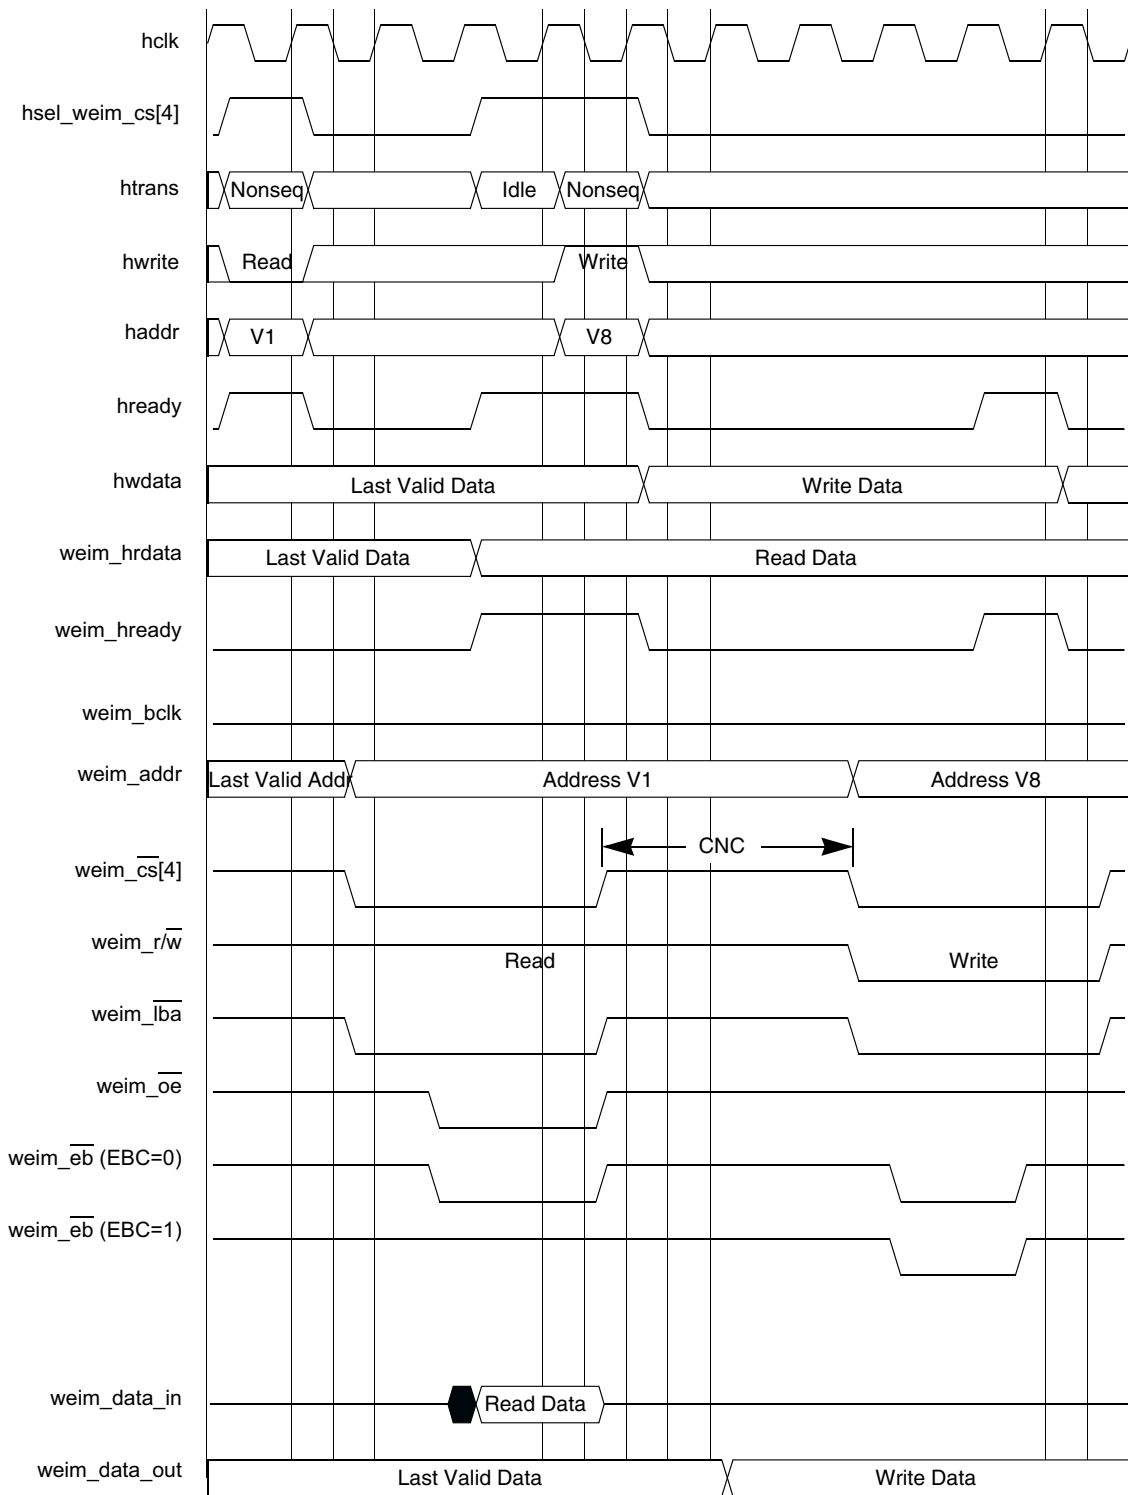 hclk
hsel_weim_cs[4]
htrans Nonseq Idle Nonseq
hwrite Read Write
haddr V1 V8
hready
hwdata Last Valid Data Write Data
weim_hrdata Last Valid Data Read Data
weim_hready
weim_bclk
weim_addr Last Valid Addr Address V1 Address V8
CNC
weim_cs[4]
weim_r/w Read Write
weim_lba
weim_oe
weim_eb (EBC=0)
weim_eb (EBC=1)
weim_data_in Read Data
weim_data_out Last Valid Data Write Data